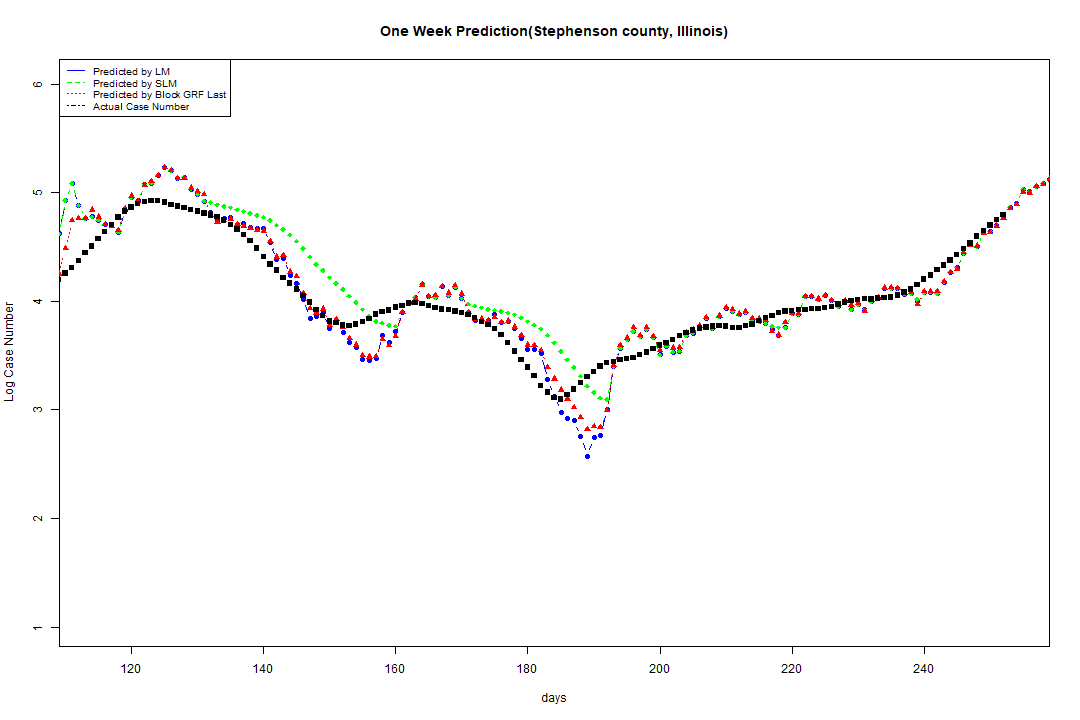 One Week Prediction(Stephenson county, Illinois)
Predicted by LM
Predicted by SLM
Predicted by Block GRF Last
Actual Case Number
6
5
4
3
2
1
Log Case Number
120 140 160 180 200 220 240
days